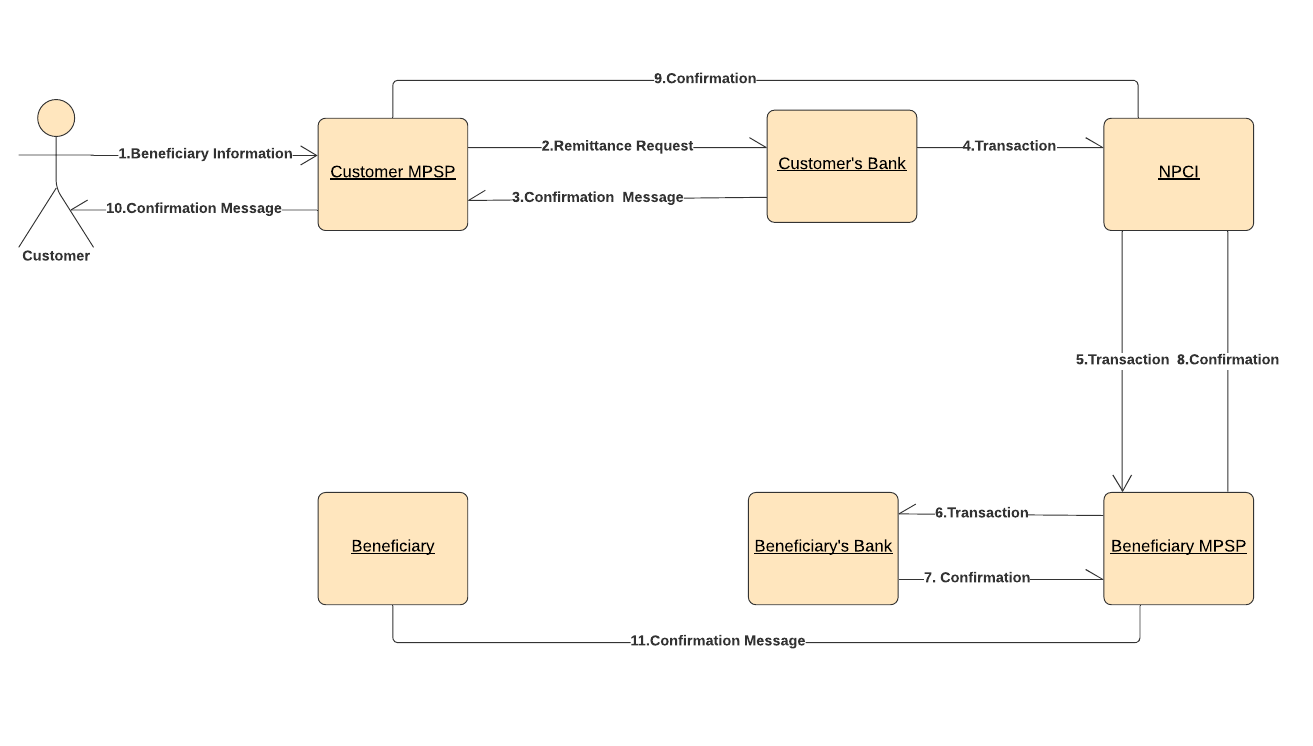 9.Confirmation
1.Beneficiary Information
2.Remittance Request
4.Transaction
Customer MPSP
Customer's Bank
NPCI
3.Confirmation  Message
10.Confirmation Message
Customer
5.Transaction
8.Confirmation
6.Transaction
Beneficiary
Beneficiary's Bank
Beneficiary MPSP
7. Confirmation
11.Confirmation Message